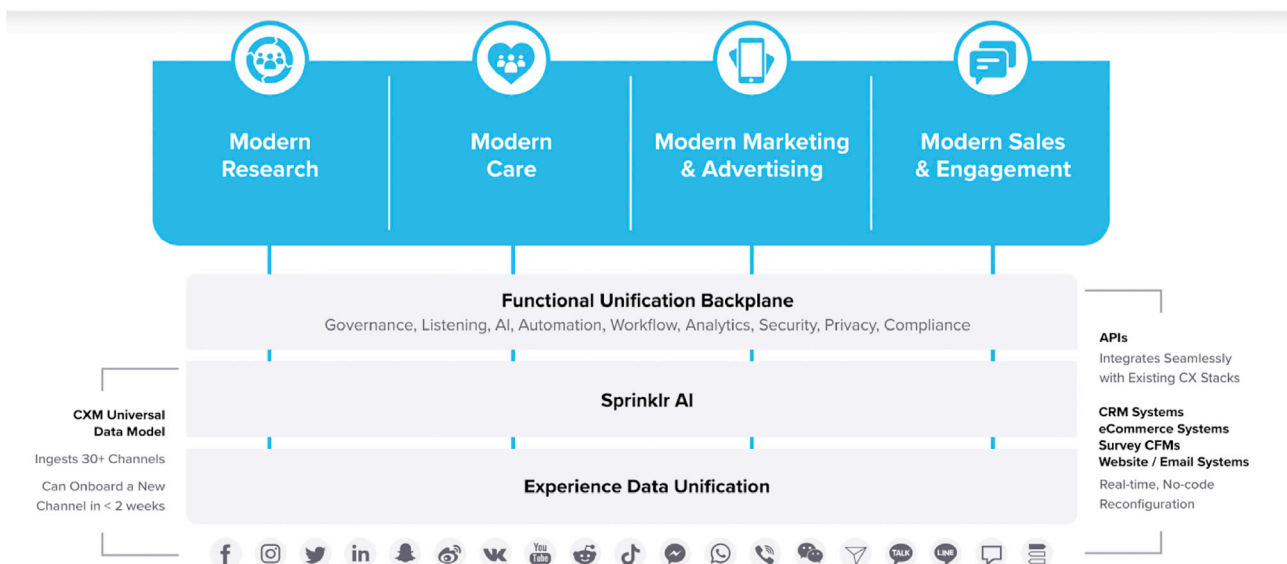 Modern
Research
Modern
Care
Modern Marketing
& Advertising
Modern Sales
& Engagement
Functional Unification Backplane
Governance, Listening, AI, Automation, Workflow, Analytics, Security, Privacy, Compliance
Sprinklr AI
Experience Data Unification
CXM Universal
Data Model
Ingests 30+ Channels
Can Onboard a New
Channel in < 2 weeks
APIs
Integrates Seamlessly
with Existing CX Stacks
CRM Systems
eCommerce Systems
Survey CFMs
Website / Email Systems
Real-time, No-code
Reconfiguration
f
in
You
Tube
TALK
LINE